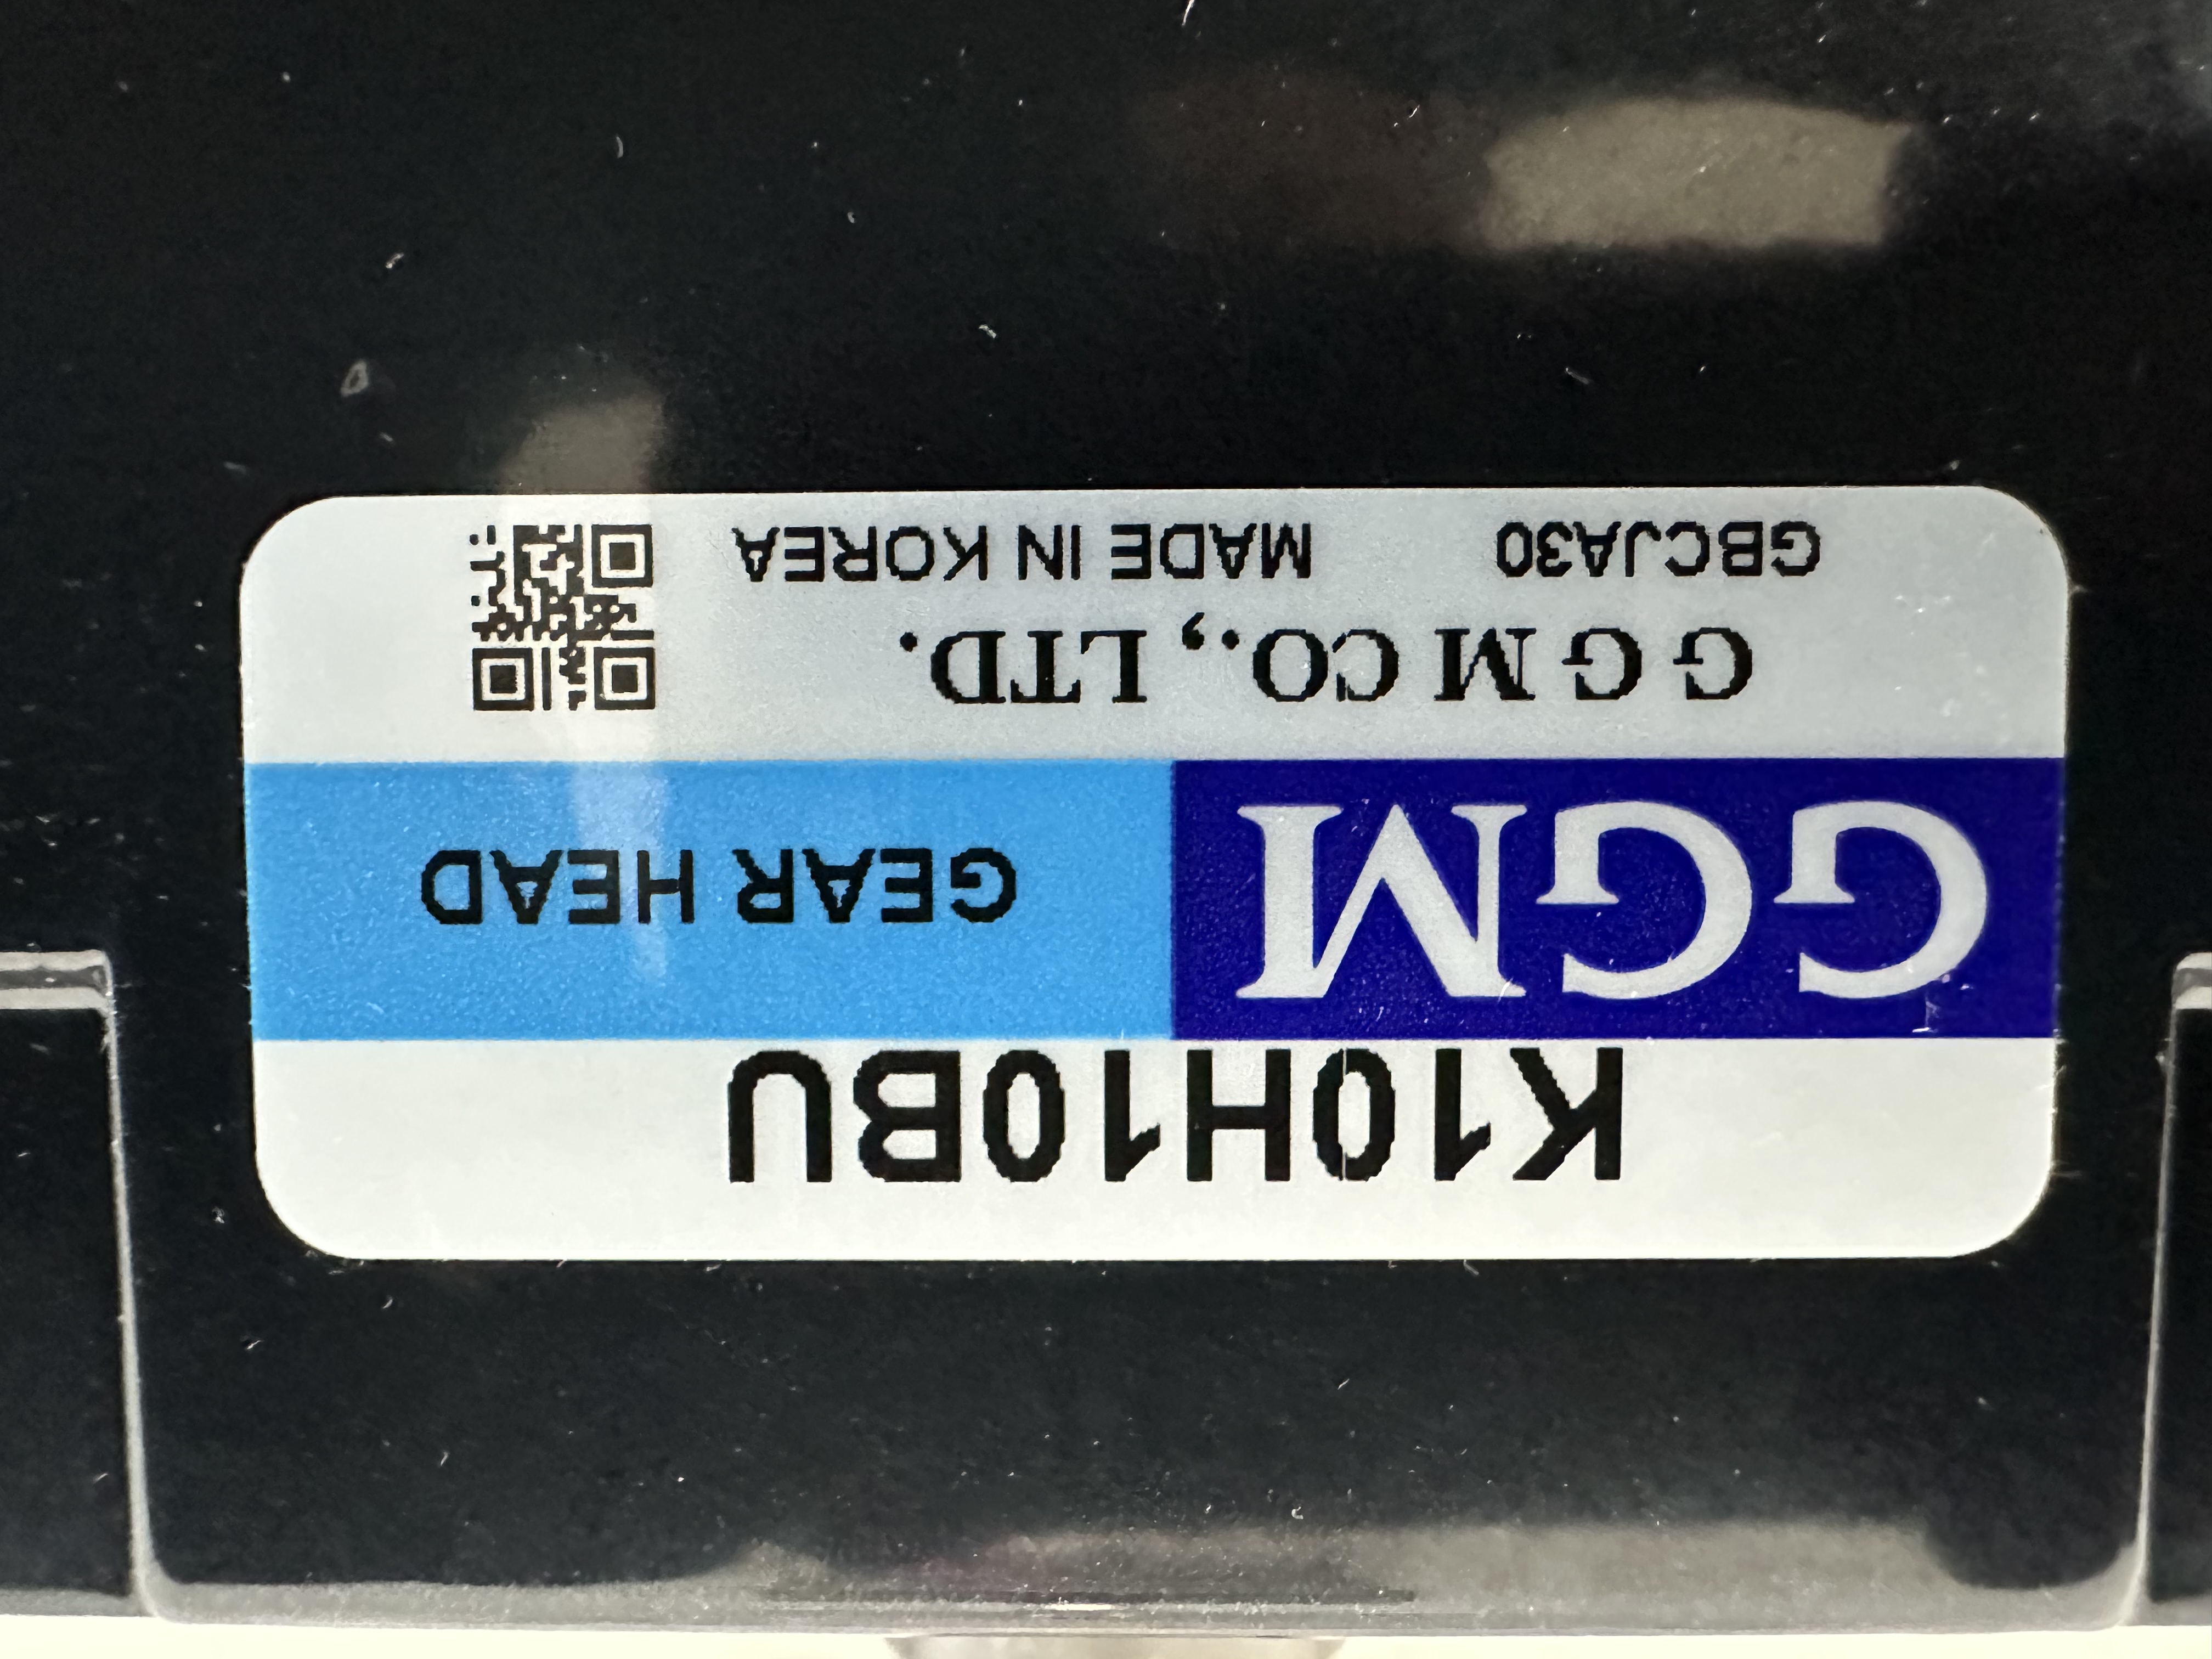 K10H10BU
GGM GEAR HEAD
G G M CO., LTD.
GBCJA30 MADE IN KOREA